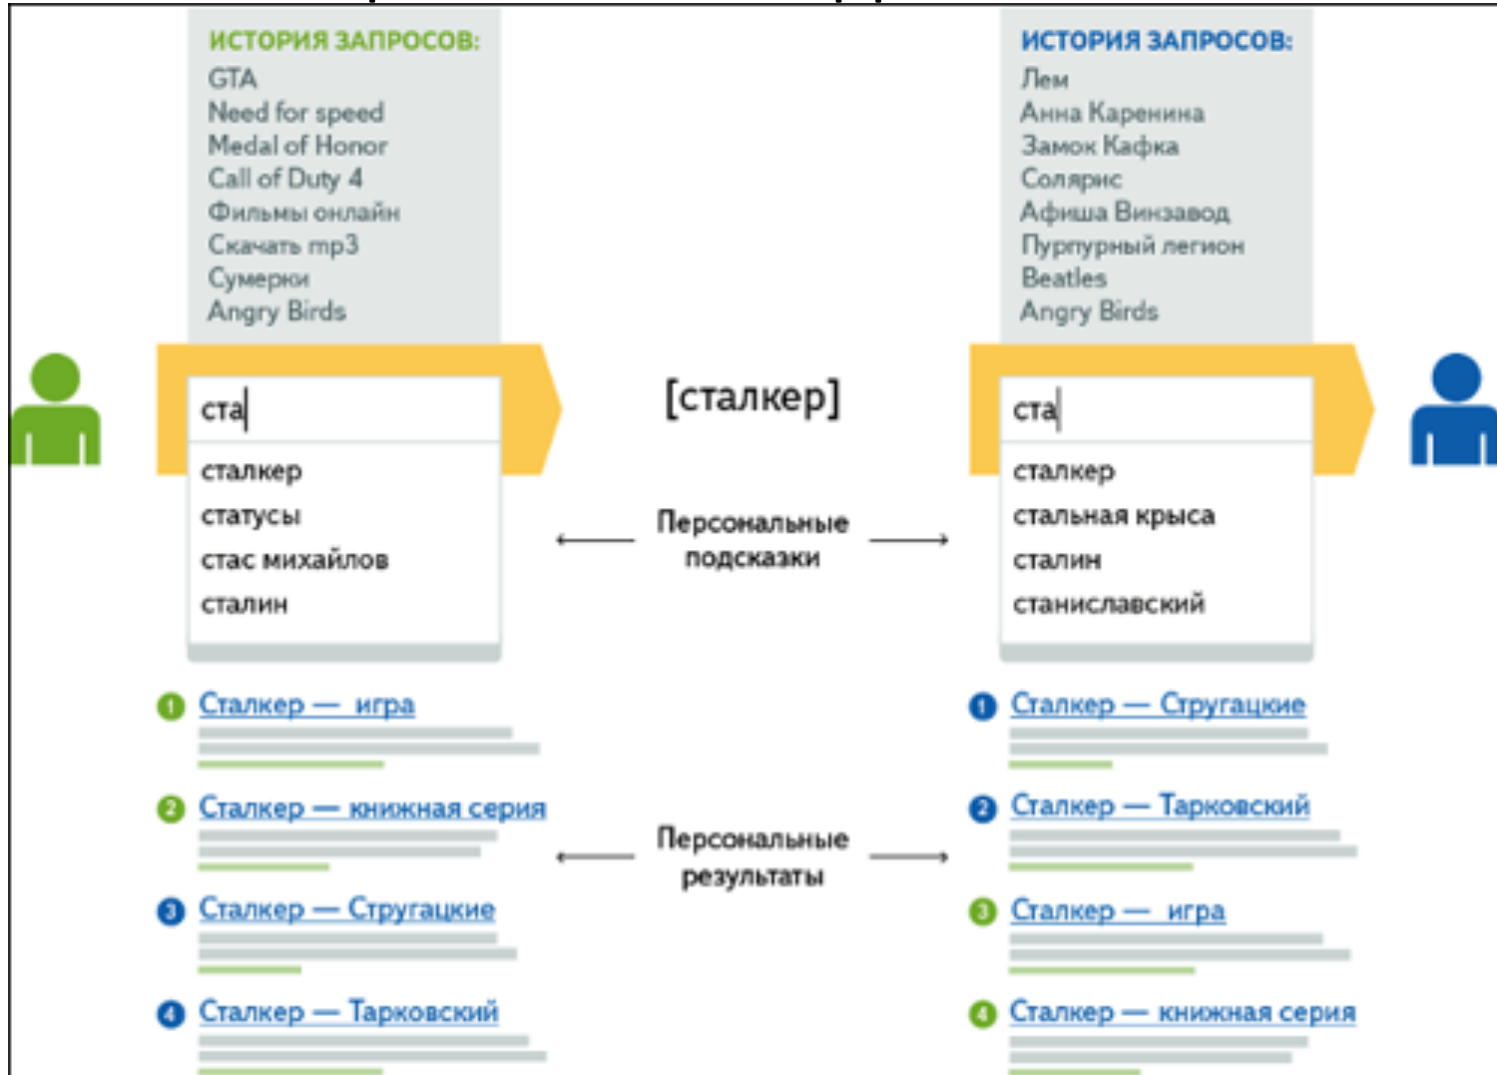 ИСТОРИЯ ЗАПРОСОВ:
GTA
Need for speed
Medal of Honor
Call of Duty 4
Фильмы онлайн
Скачать mp3
Сумерки
Angry Birds
ста
сталкер
статусы
стас михайлов
сталин
1 Сталкер — игра
2 Сталкер — книжная серия
3 Сталкер — Стругацкие
4 Сталкер — Тарковский
[сталкер]
Персональные
подсказки
Персональные
результаты
ИСТОРИЯ ЗАПРОСОВ:
Лем
Анна Каренина
Замок Кафка
Солярис
Афиша Винзавод
Пурпурный легион
Beatles
Angry Birds
ста
сталкер
стальная крыса
сталин
станиславский
1 Сталкер — Стругацкие
2 Сталкер — Тарковский
3 Сталкер — игра
4 Сталкер — книжная серия